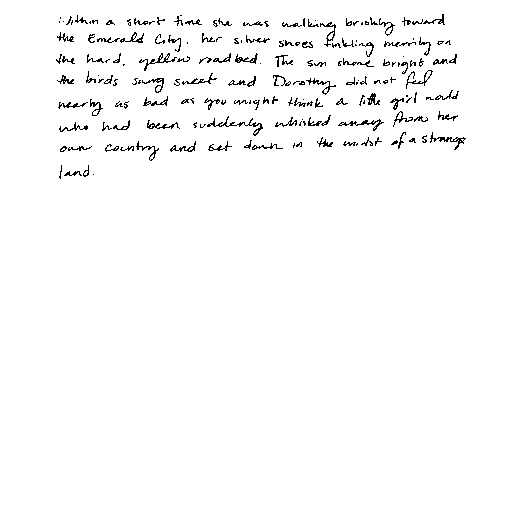 Within a short time she was walking briskly toward
the Emerald City, her silver shoes tinkling merrily on
the hard, yellow roadbed. The sun shone bright and
the birds sang sweet and Dorothy did not feel
nearly as bad as you might think a little girl would
who had been suddenly whisked away from her
own country and set down in the midst of a strange
land.